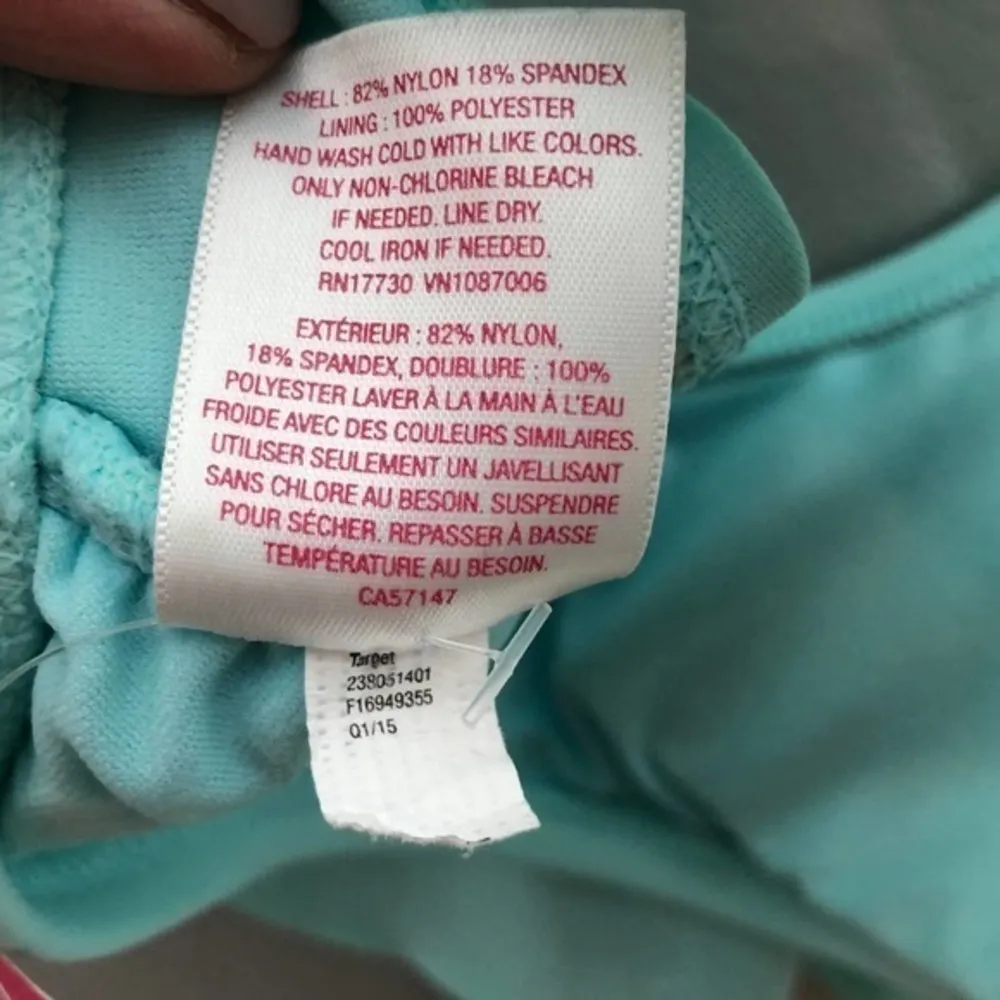 SHELL : 82% NYLON 18% SPANDEX
LINING : 100% POLYESTER
HAND WASH COLD WITH LIKE COLORS.
ONLY NON-CHLORINE BLEACH
IF NEEDED. LINE DRY.
COOL IRON IF NEEDED.
RN17730 VN1087006
EXTÉRIEUR : 82% NYLON,
18% SPANDEX, DOUBLURE : 100%
POLYESTER LAVER À LA MAIN À L'EAU
FROIDE AVEC DES COULEURS SIMILAIRES.
UTILISER SEULEMENT UN JAVELLISANT
SANS CHLORE AU BESOIN. SUSPENDRE
POUR SÉCHER. REPASSER À BASSE
TEMPÉRATURE AU BESOIN.
CA57147
Target
238051401
F16949355
Q1/15